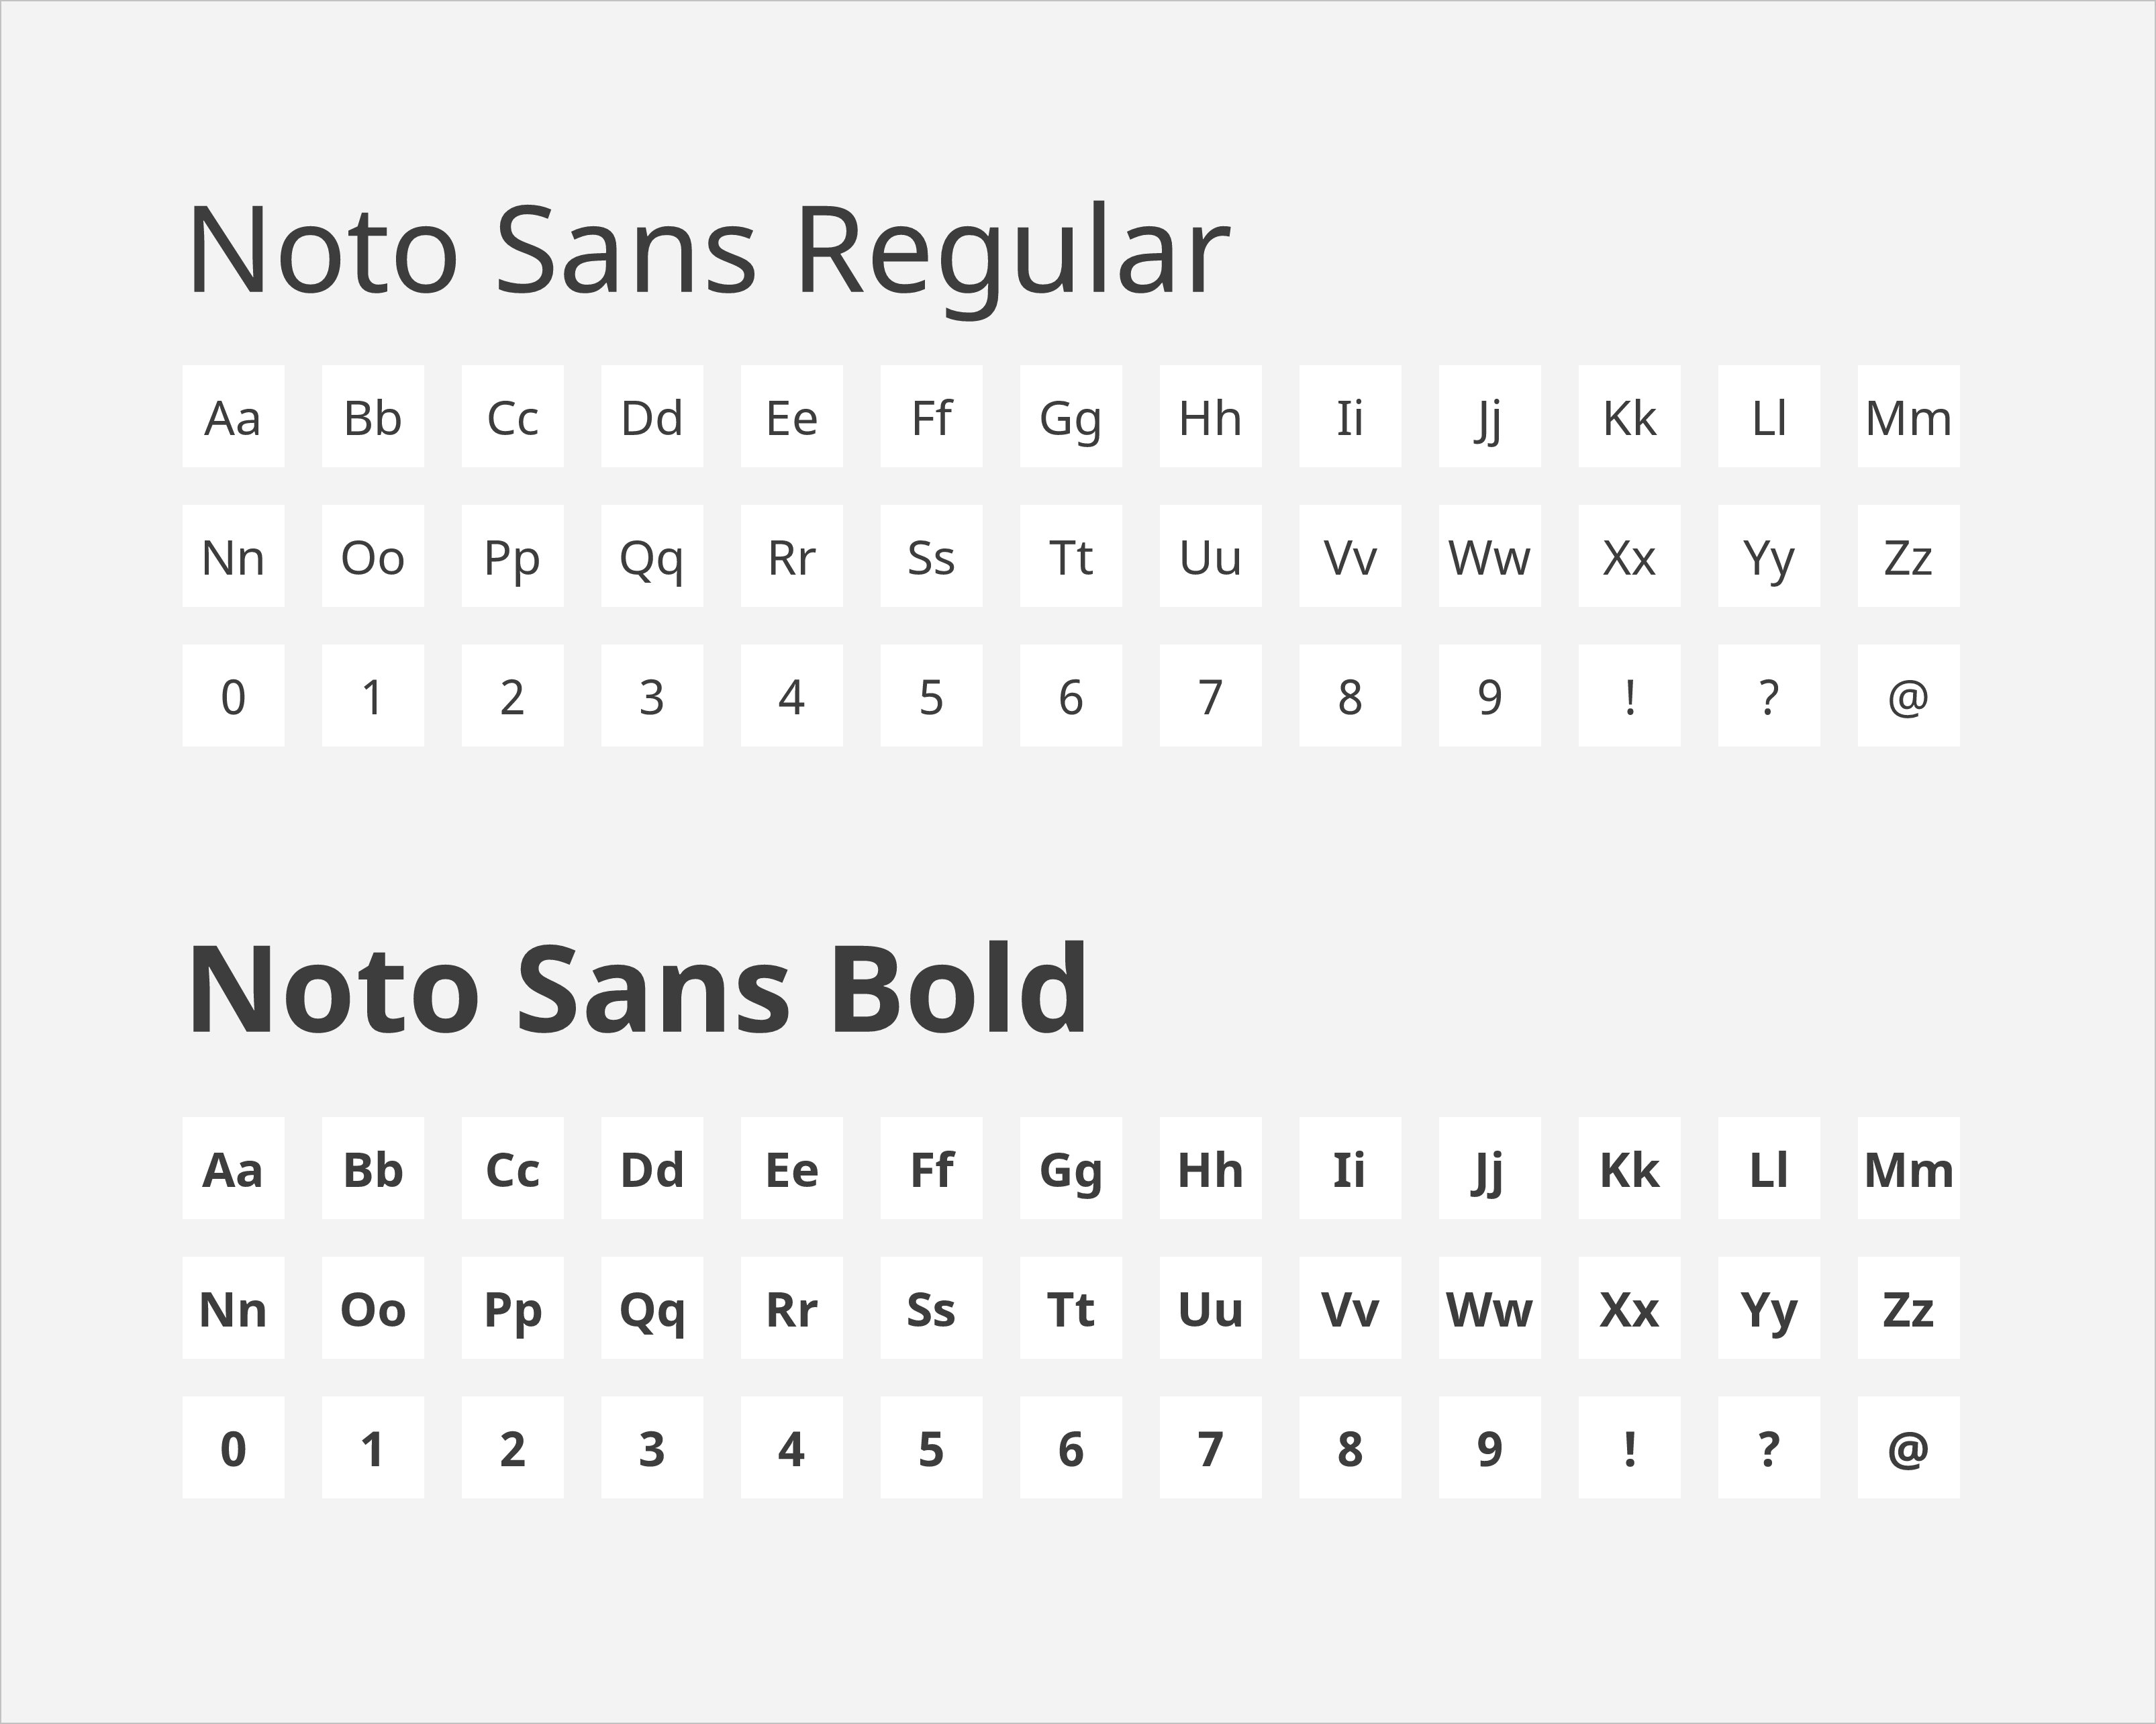 Noto Sans Regular
Aa Bb Cc Dd Ee Ff Gg Hh Ii Jj Kk Ll Mm
Nn Oo Pp Qq Rr Ss Tt Uu Vv Ww Xx Yy Zz
0 1 2 3 4 5 6 7 8 9 ! ? @
Noto Sans Bold
Aa Bb Cc Dd Ee Ff Gg Hh Ii Jj Kk Ll Mm
Nn Oo Pp Qq Rr Ss Tt Uu Vv Ww Xx Yy Zz
0 1 2 3 4 5 6 7 8 9 ! ? @